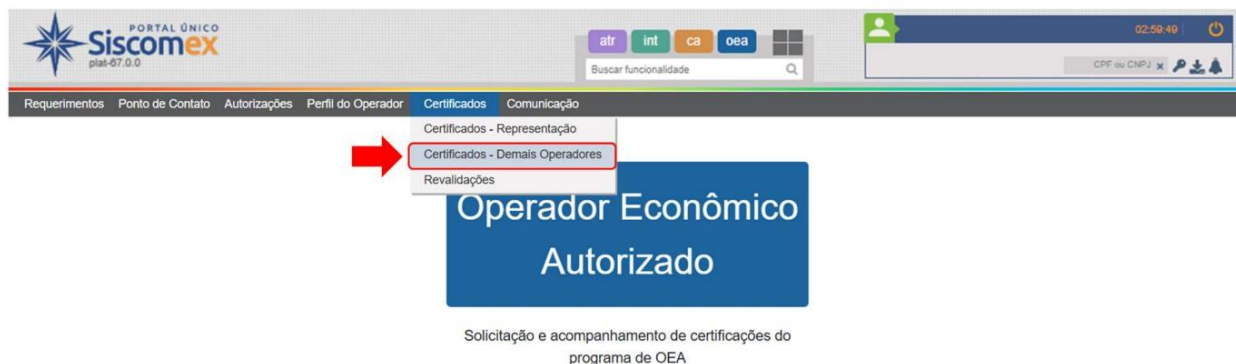 PORTAL ÚNICO
Siscomex
plat-67.0.0
atr int ca oea
Buscar funcionalidade
02:59:49
CPF ou CNPJ x
Requerimentos Ponto de Contato Autorizações Perfil do Operador Certificados Comunicação
Certificados - Representação
Certificados - Demais Operadores
Revalidações
Operador Econômico
Autorizado
Solicitação e acompanhamento de certificações do
programa de OEA